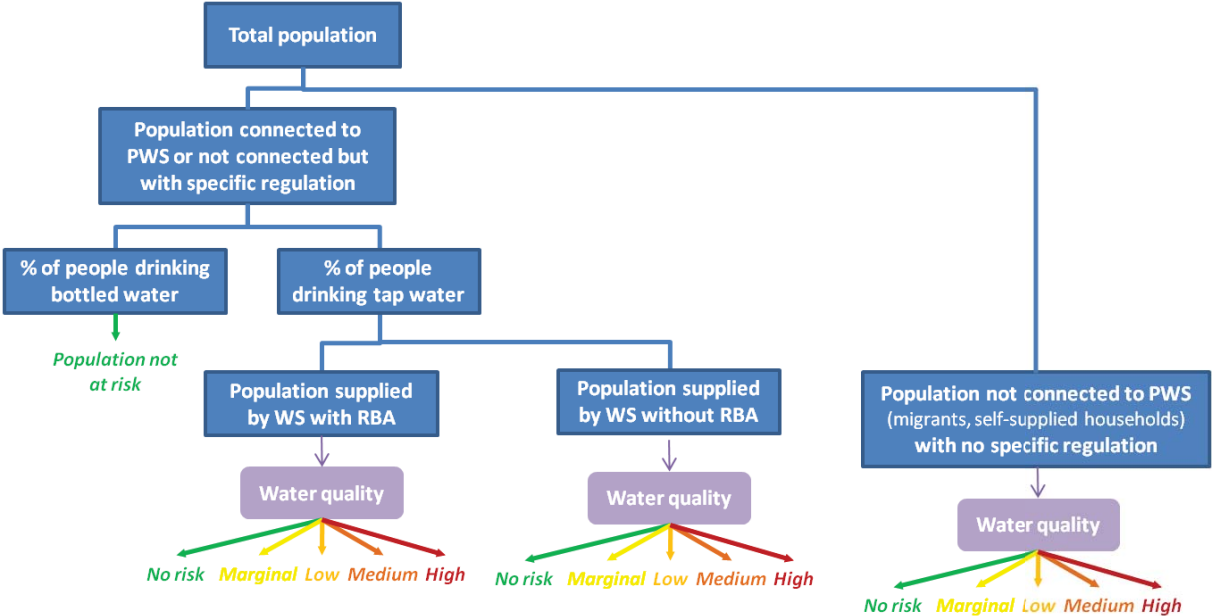 Total population
Population connected to
PWS or not connected but
with specific regulation
% of people drinking
bottled water
% of people
drinking tap water
Population not
at risk
Population supplied
by WS with RBA
Population supplied
by WS without RBA
Population not connected to PWS
(migrants, self-supplied households)
with no specific regulation
Water quality
Water quality
Water quality
No risk Marginal Low Medium High
No risk Marginal Low Medium High
No risk Marginal Low Medium High